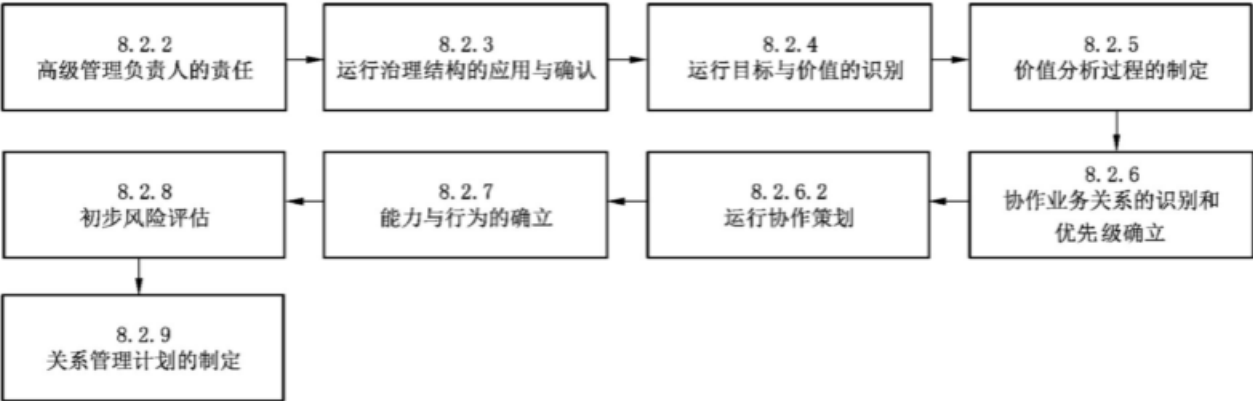 8.2.2
高级管理负责人的责任
8.2.3
运行治理结构的应用与确认
8.2.4
运行目标与价值的识别
8.2.5
价值分析过程的制定
8.2.6
协作业务关系的识别和
优先级确立
8.2.6.2
运行协作策划
8.2.7
能力与行为的确立
8.2.8
初步风险评估
8.2.9
关系管理计划的制定